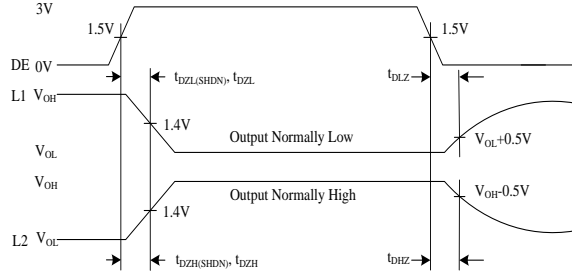 3V
1.5V
1.5V
DE 0V
tDZL(SHDN), tDZL
tDLZ
L1 VOH
1.4V
Output Normally Low
VOL+0.5V
VOL
VOH
Output Normally High
VOH-0.5V
1.4V
L2 VOL
tDZH(SHDN), tDZH
tDHZ